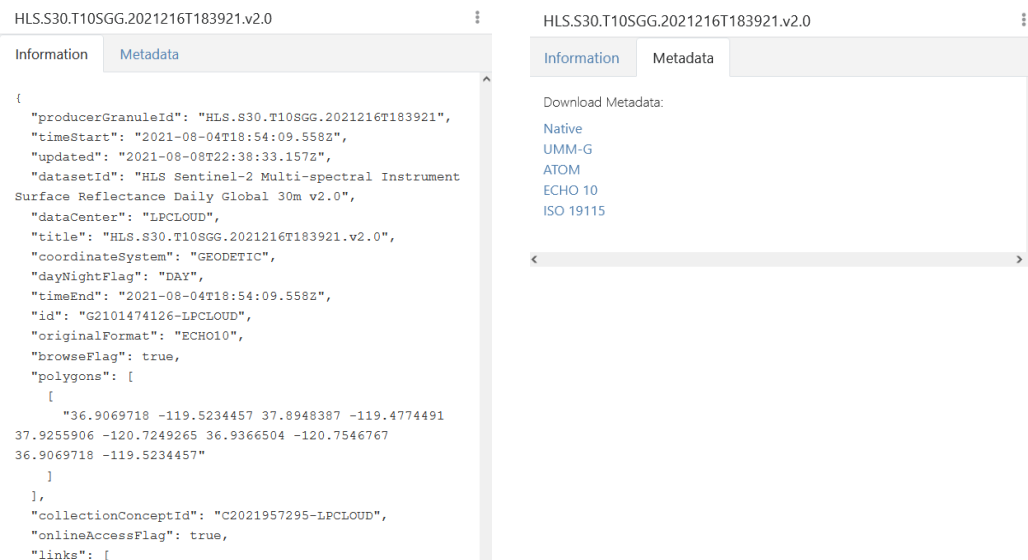 HLS.S30.T10SGG.2021216T183921.v2.0
Information Metadata
{
"producerGranuleId": "HLS.S30.T10SGG.2021216T183921",
"timeStart": "2021-08-04T18:54:09.558Z",
"updated": "2021-08-08T22:38:33.157Z",
"datasetId": "HLS Sentinel-2 Multi-spectral Instrument
Surface Reflectance Daily Global 30m v2.0",
"dataCenter": "LPCLOUD",
"title": "HLS.S30.T10SGG.2021216T183921.v2.0",
"coordinateSystem": "GEODETIC",
"dayNightFlag": "DAY",
"timeEnd": "2021-08-04T18:54:09.558Z",
"id": "G2101474126-LPCLOUD",
"originalFormat": "ECHO10",
"browseFlag": true,
"polygons": [
[
"36.9069718 -119.5234457 37.8948387 -119.4774491
37.9255906 -120.7249265 36.9366504 -120.7546767
36.9069718 -119.5234457"
]
],
"collectionConceptId": "C2021957295-LPCLOUD",
"onlineAccessFlag": true,
"links": [
HLS.S30.T10SGG.2021216T183921.v2.0
Information Metadata
Download Metadata:
Native
UMM-G
ATOM
ECHO 10
ISO 19115